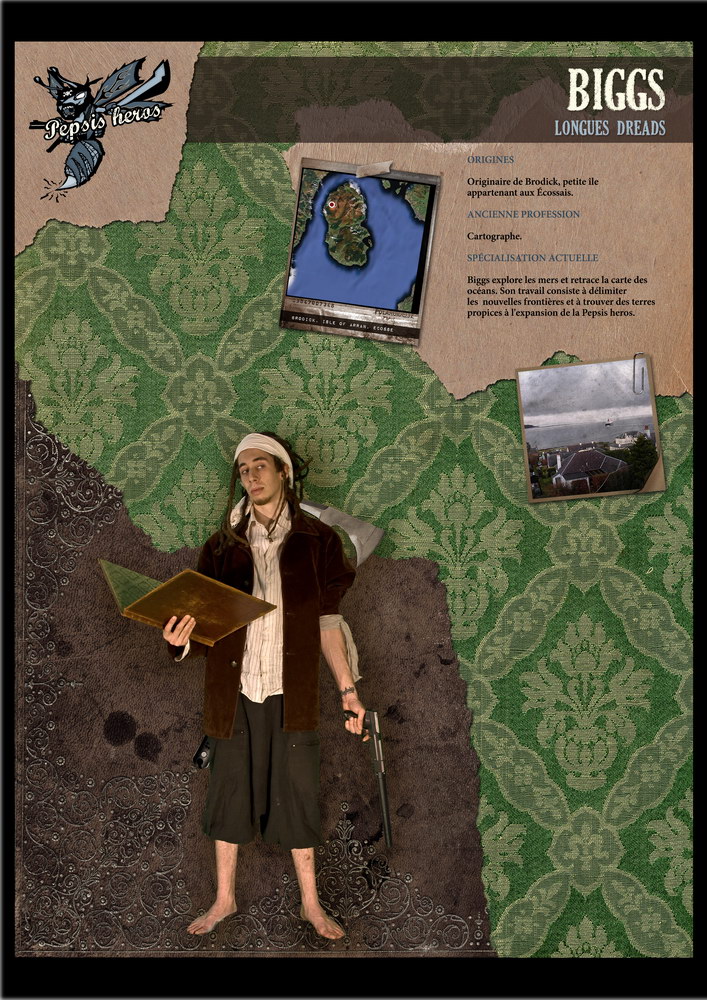 Pepsis heros
BIGGS
LONGUES DREADS
ORIGINES
Originaire de Brodick, petite île
appartenant aux Écossais.
ANCIENNE PROFESSION
Cartographe.
SPÉCIALISATION ACTUELLE
Biggs explore les mers et retrace la carte des
océans. Son travail consiste à délimiter
les nouvelles frontières et à trouver des terres
propices à l'expansion de la Pepsis heros.
BRODICK, ISLE OF ARRAN, ECOSSE